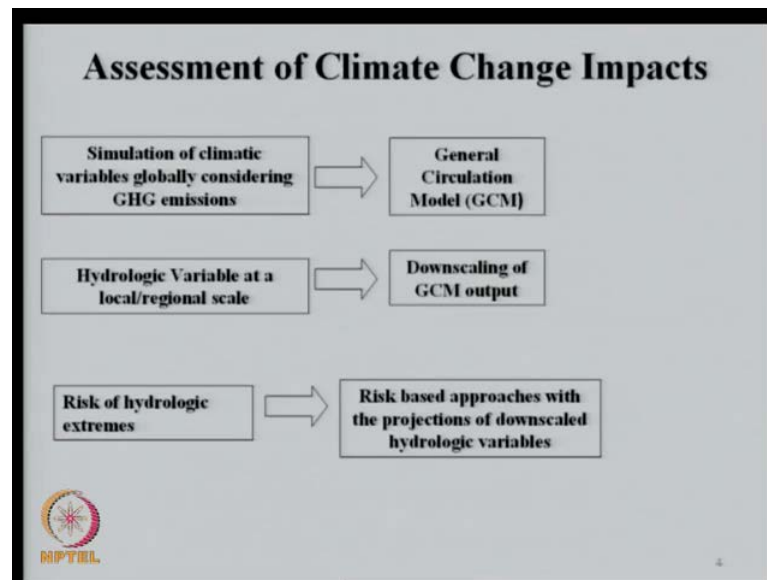 Assessment of Climate Change Impacts
Simulation of climatic
variables globally considering
GHG emissions
General
Circulation
Model (GCM)
Hydrologic Variable at a
local/regional scale
Downscaling of
GCM output
Risk of hydrologic
extremes
Risk based approaches with
the projections of downscaled
hydrologic variables
NPTEL
4